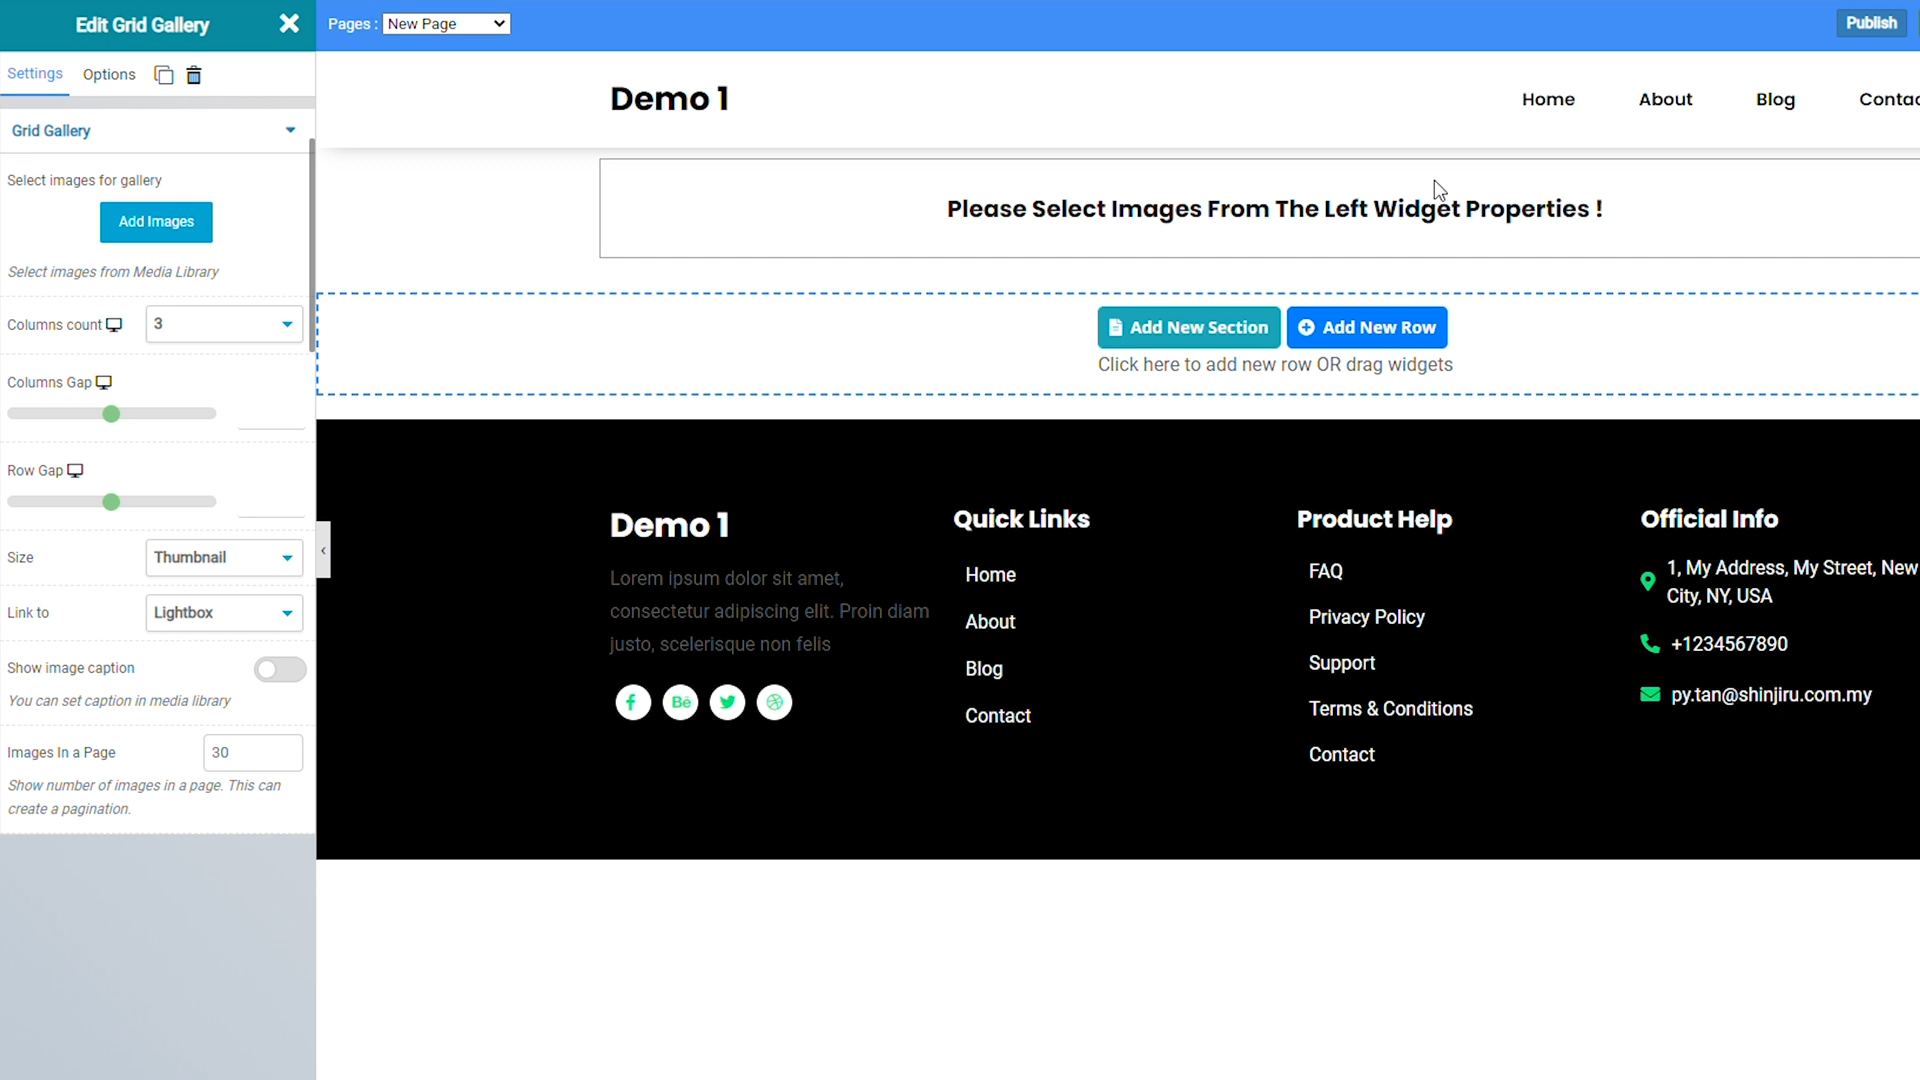 Edit Grid Gallery
Pages : New Page
Publish
Settings
Options
Grid Gallery
Select images for gallery
Add Images
Select images from Media Library
Columns count
3
Columns Gap
Row Gap
Size
Thumbnail
Link to
Lightbox
Show image caption
You can set caption in media library
Images In a Page
30
Show number of images in a page. This can
create a pagination.
Demo 1
Home
About
Blog
Contac
Please Select Images From The Left Widget Properties !
Add New Section
Add New Row
Click here to add new row OR drag widgets
Demo 1
Lorem ipsum dolor sit amet,
consectetur adipiscing elit. Proin diam
justo, scelerisque non felis
Bē
Quick Links
Home
About
Blog
Contact
Product Help
FAQ
Privacy Policy
Support
Terms & Conditions
Contact
Official Info
1, My Address, My Street, New
City, NY, USA
+1234567890
py.tan@shinjiru.com.my